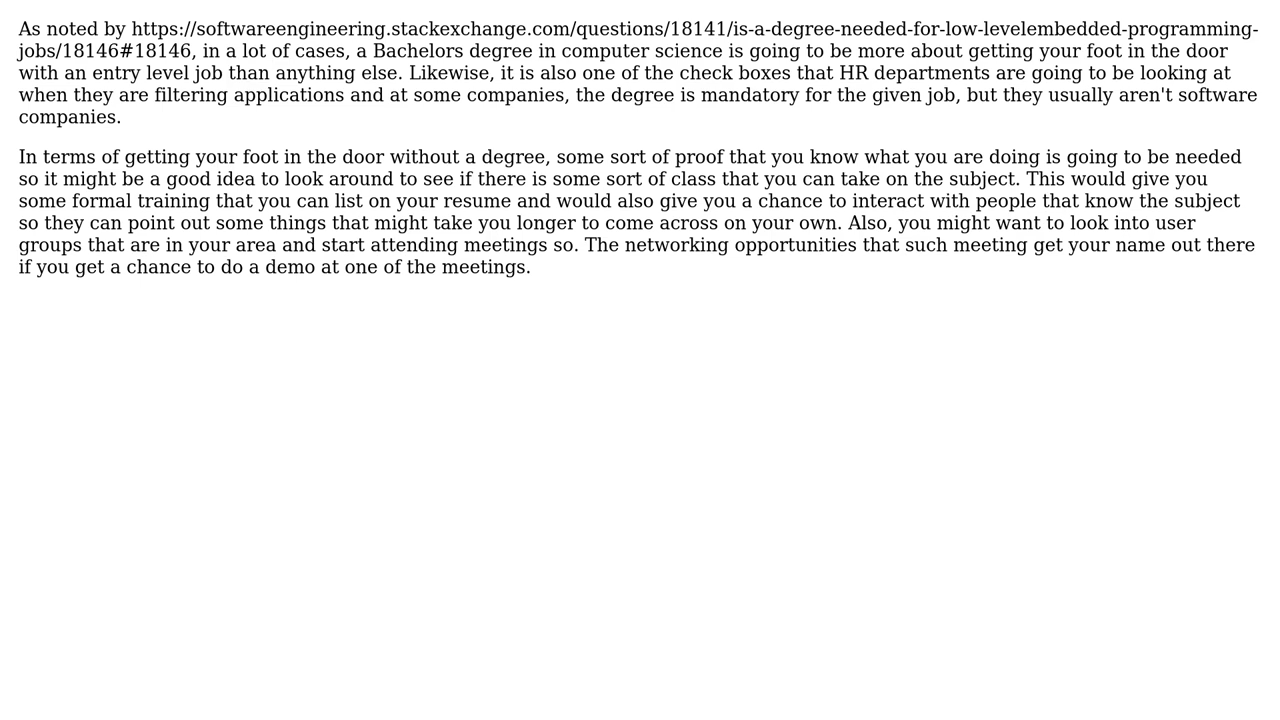 As noted by https://softwareengineering.stackexchange.com/questions/18141/is-a-degree-needed-for-low-levelembedded-programming-
jobs/18146#18146, in a lot of cases, a Bachelors degree in computer science is going to be more about getting your foot in the door
with an entry level job than anything else. Likewise, it is also one of the check boxes that HR departments are going to be looking at
when they are filtering applications and at some companies, the degree is mandatory for the given job, but they usually aren't software
companies.
In terms of getting your foot in the door without a degree, some sort of proof that you know what you are doing is going to be needed
so it might be a good idea to look around to see if there is some sort of class that you can take on the subject. This would give you
some formal training that you can list on your resume and would also give you a chance to interact with people that know the subject
so they can point out some things that might take you longer to come across on your own. Also, you might want to look into user
groups that are in your area and start attending meetings so. The networking opportunities that such meeting get your name out there
if you get a chance to do a demo at one of the meetings.